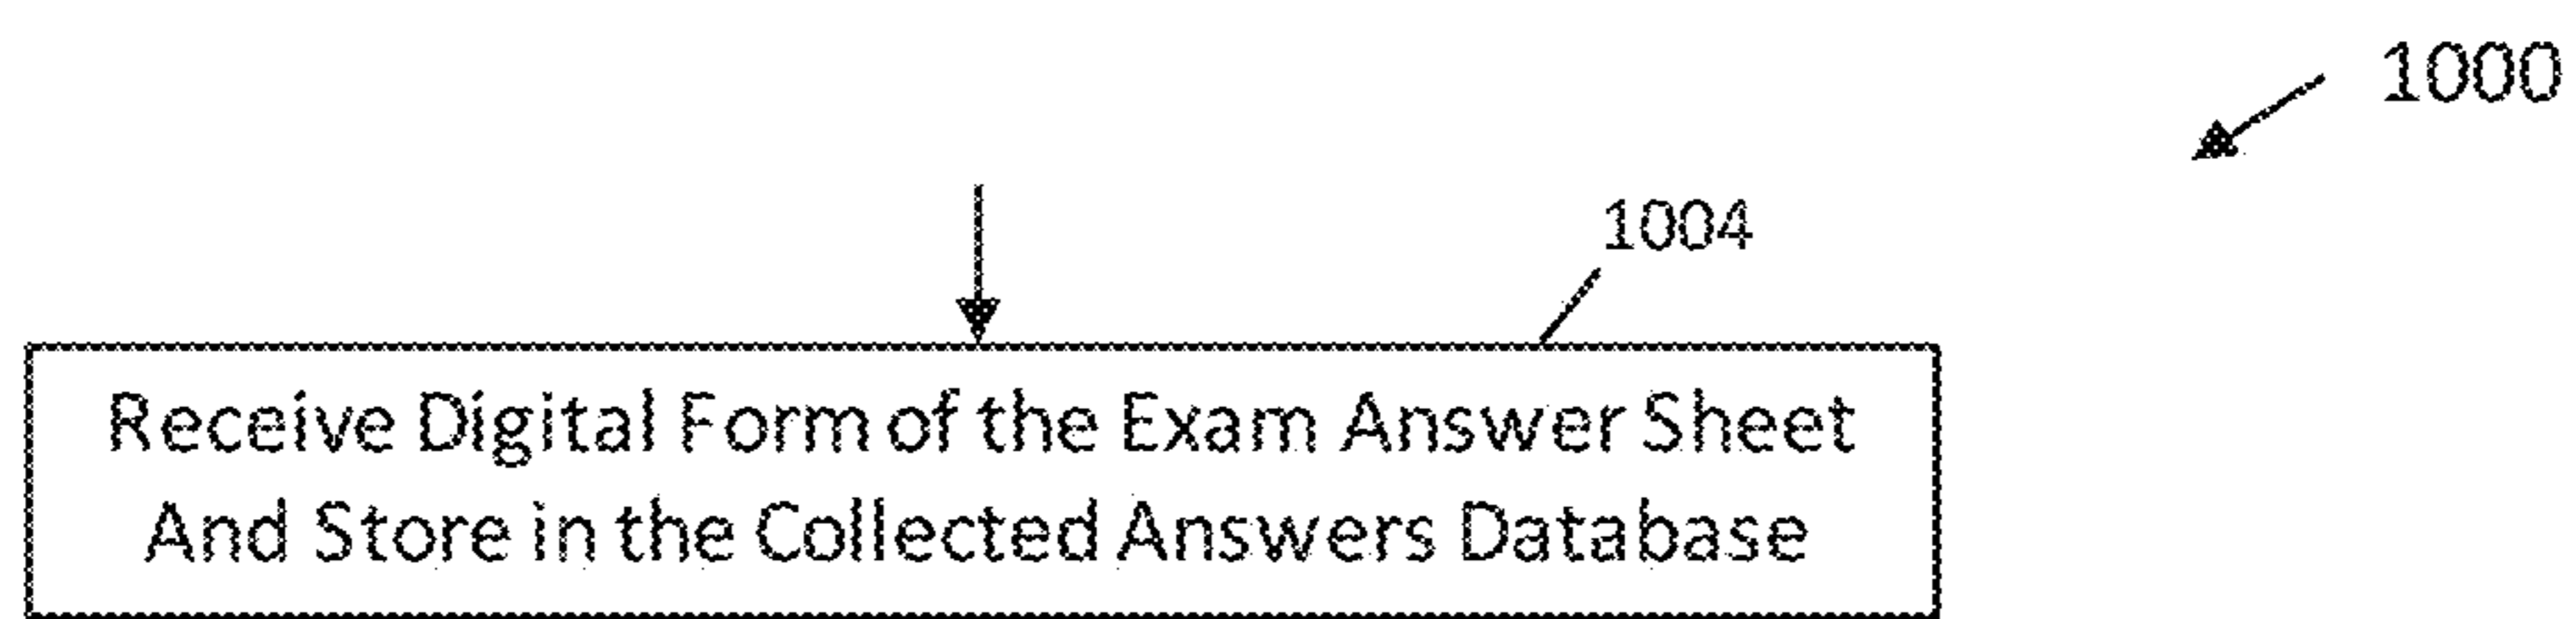 1000
1004
Receive Digital Form of the Exam Answer Sheet
And Store in the Collected Answers Database